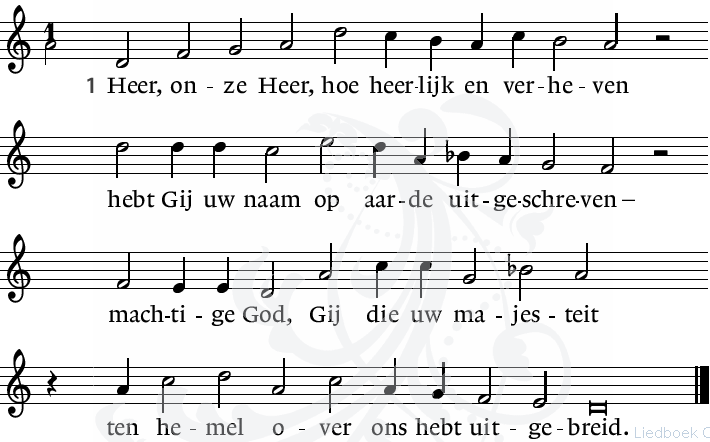 1
1 Heer, on - ze Heer, hoe heer-lijk en ver-he-ven
hebt Gij uw naam op aar-de uit-ge-schre-ven –
mach-ti-ge God, Gij die uw ma-jes-teit
ten he-mel o-ver ons hebt uit-ge-breid.
Liedboek